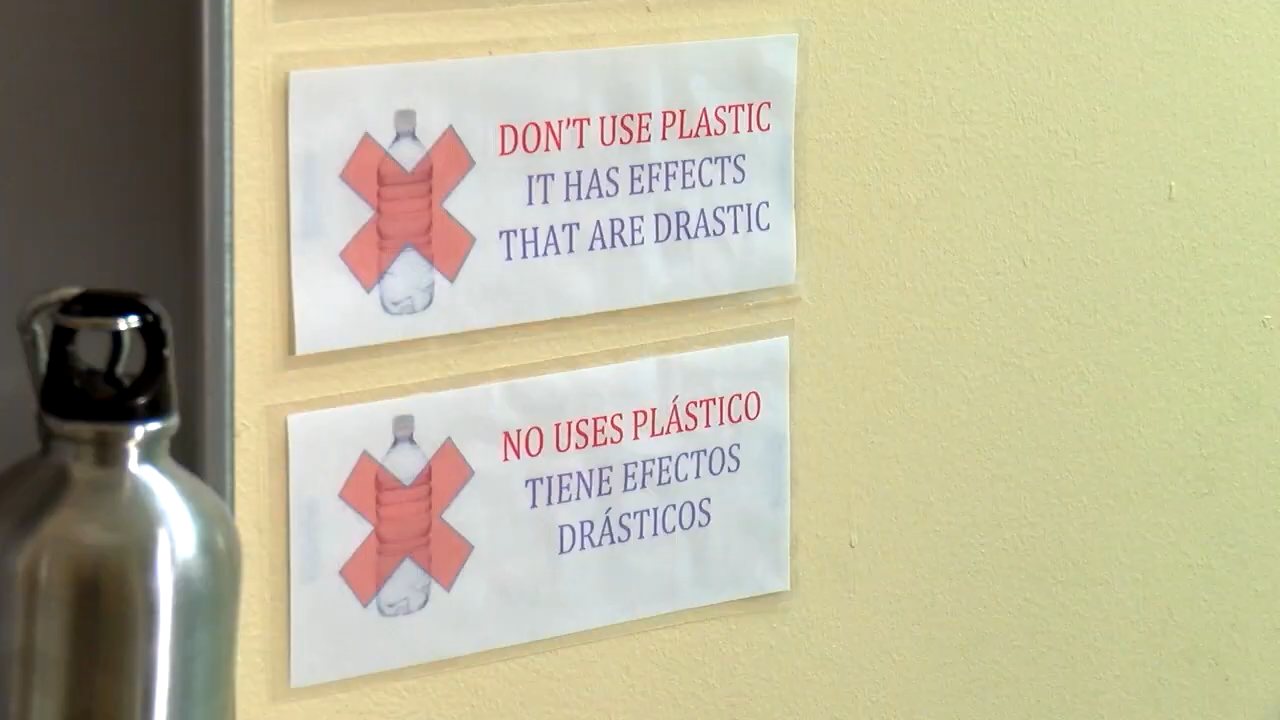 DON'T USE PLASTIC
IT HAS EFFECTS
THAT ARE DRASTIC
NO USES PLÁSTICO
TIENE EFECTOS
DRÁSTICOS